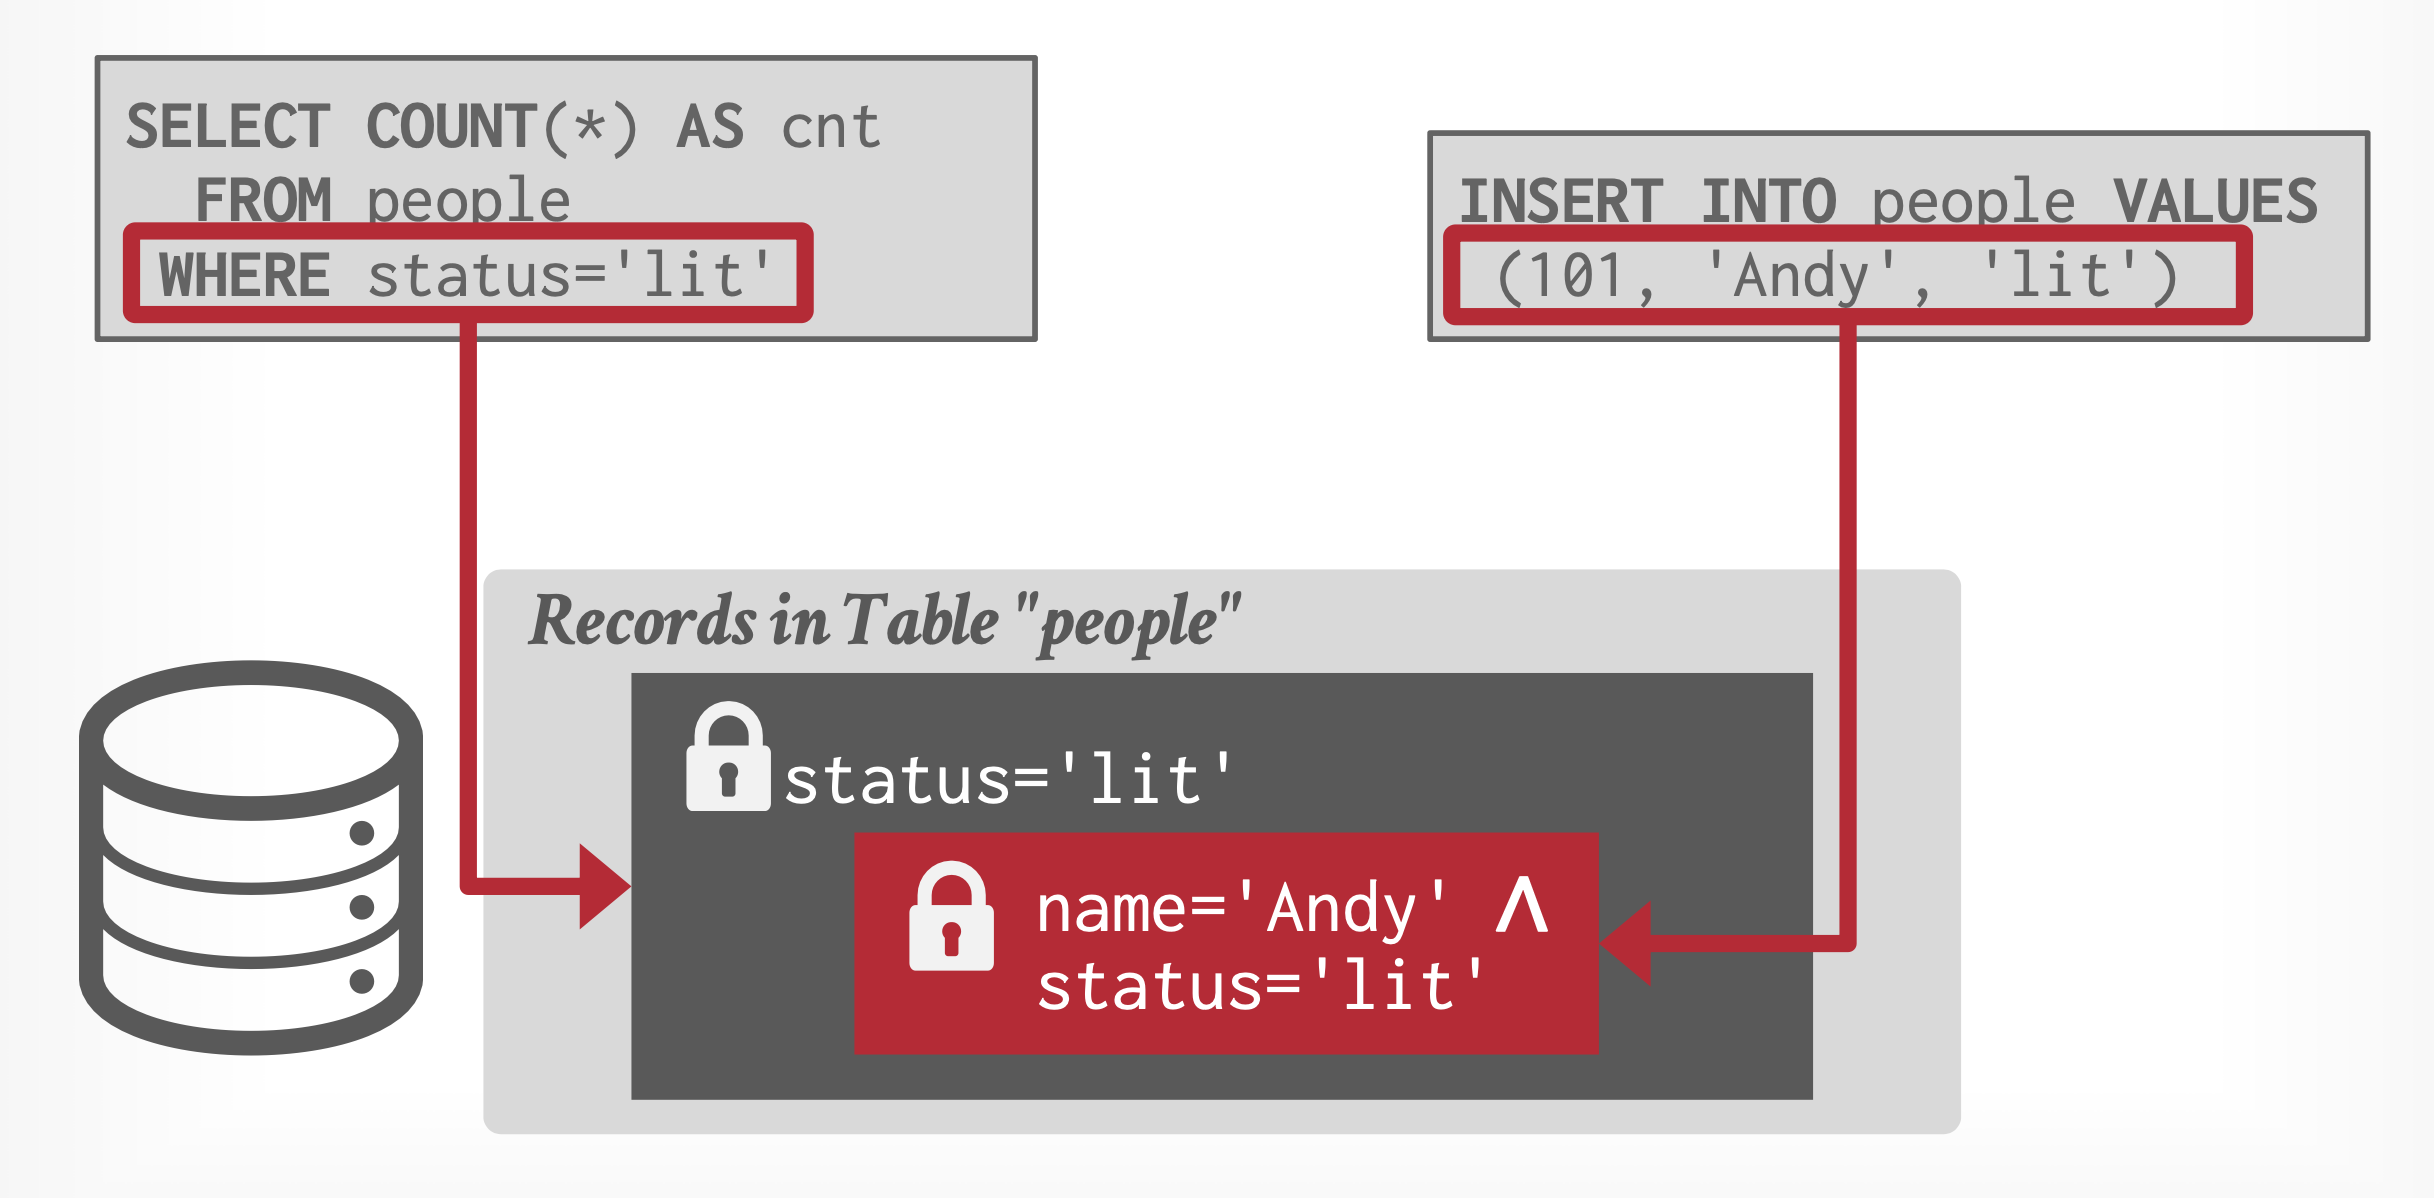 SELECT COUNT(*) AS cnt
FROM people
WHERE status='lit'
INSERT INTO people VALUES
(101, 'Andy', 'lit')
Records in Table "people"
status='lit'
name='Andy' ∧
status='lit'